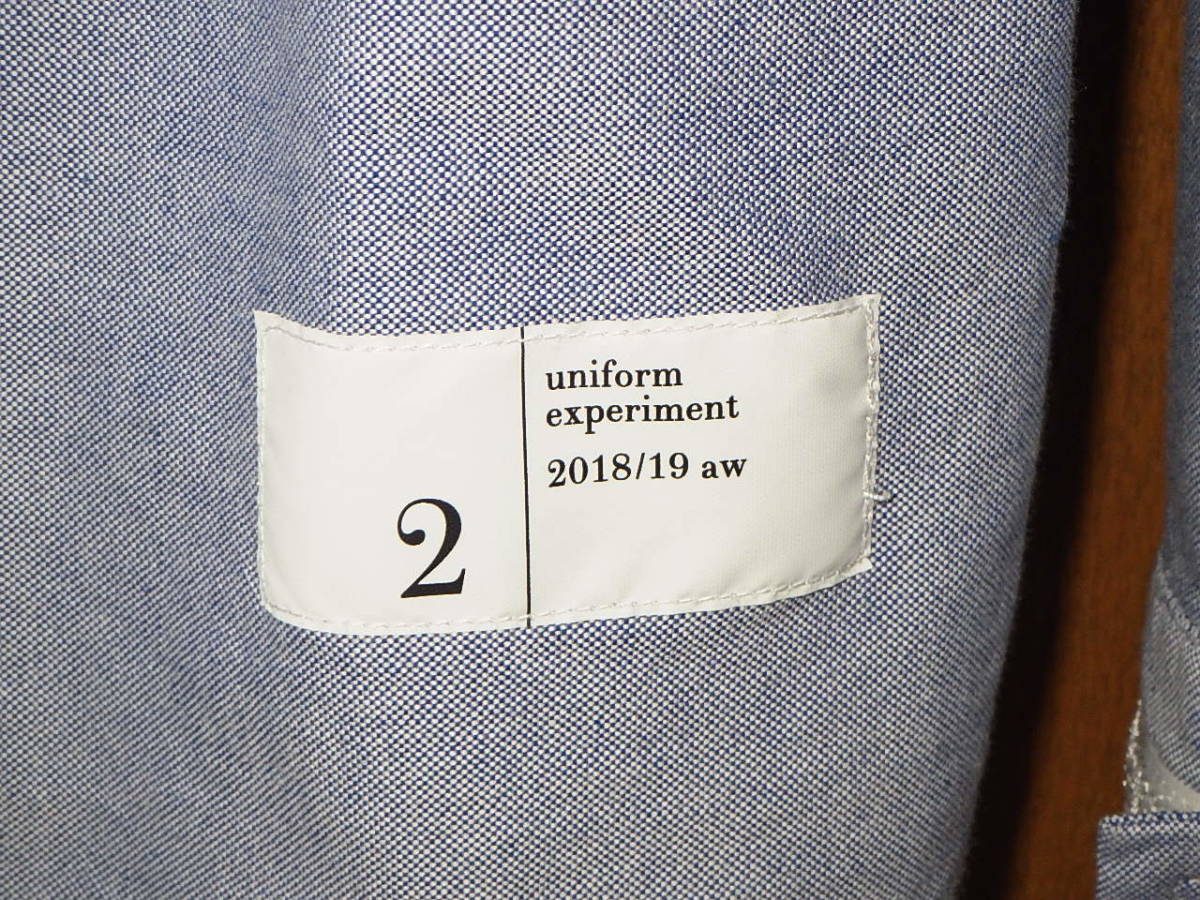 2
uniform
experiment
2018/19 aw